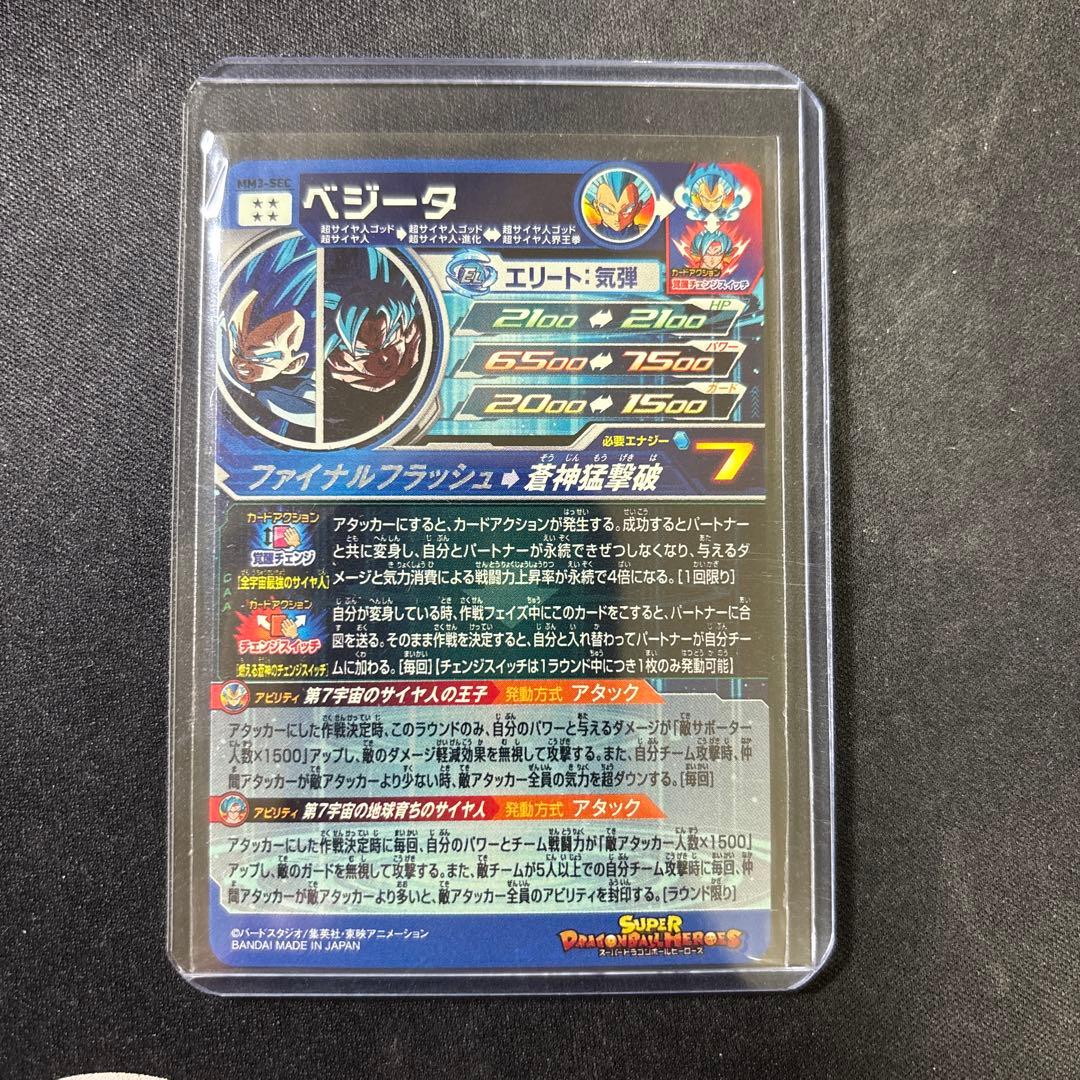 MM3-SEC
ベジータ
超サイヤ人ゴッド 超サイヤ人ゴッド 超サイヤ人ゴッド
超サイヤ人 超サイヤ人・進化 超サイヤ人界王拳
カードアクション
覚醒チェンジスイッチ
EL エリート:気弾
HP
2100 2100
パワー
6500 7500
ガード
2000 1500
必要エナジー 7
そうじんもうげきは
ファイナルフラッシュ 蒼神猛撃破
カードアクション
覚醒チェンジ
[全宇宙最強のサイヤ人]
アタッカーにすると、カードアクションが発生する。成功するとパートナー
と共に変身し、自分とパートナーが永続できぜつしなくなり、与えるダ
メージと気力消費による戦闘力上昇率が永続で4倍になる。[1回限り]
カードアクション
チェンジスイッチ
[燃える蒼神のチェンジスイッチ]
自分が変身している時、作戦フェイズ中にこのカードをこすると、パートナーに合
図を送る。そのまま作戦を決定すると、自分と入れ替わってパートナーが自分チー
ムに加わる。[毎回]【チェンジスイッチは1ラウンド中につき1枚のみ発動可能】
アビリティ 第7宇宙のサイヤ人の王子 発動方式 アタック
アタッカーにした作戦決定時、このラウンドのみ、自分のパワーと与えるダメージが「敵サポーター
人数×1500」アップし、敵のダメージ軽減効果を無視して攻撃する。また、自分チーム攻撃時、仲
間アタッカーが敵アタッカーより少ない時、敵アタッカー全員の気力を超ダウンする。[毎回]
アビリティ 第7宇宙の地球育ちのサイヤ人 発動方式 アタック
アタッカーにした作戦決定時に毎回、自分のパワーとチーム戦闘力が「敵アタッカー人数×1500」
アップし、敵のガードを無視して攻撃する。また、敵チームが5人以上での自分チーム攻撃時に毎回、仲
間アタッカーが敵アタッカーより多いと、敵アタッカー全員のアビリティを封印する。[ラウンド限り]
©バードスタジオ/集英社・東映アニメーション
BANDAI MADE IN JAPAN
SUPER
DRAGONBALL HEROES
スーパードラゴンボールヒーローズ